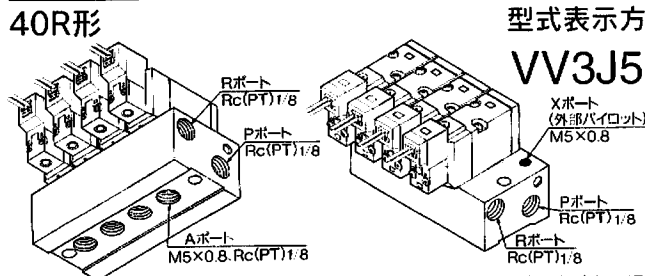 40R形
型式表示方
VV3J5
Rポート
Rc(PT)1/8
Pポート
Rc(PT)1/8
Aポート
M5×0.8.Rc(PT)1/8
Xポート
(外部パイロット)
M5×0.8
Pポート
Rc(PT)1/8
Rポート
Rc(PT)1/8